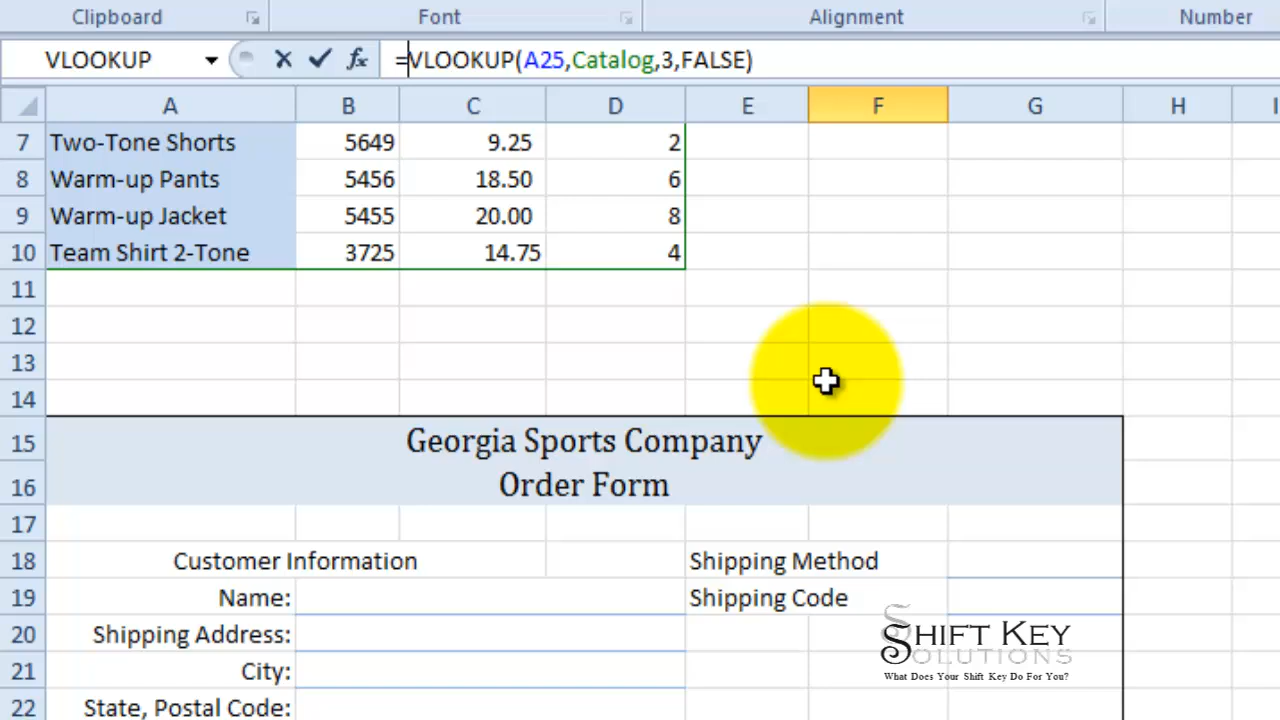 Clipboard Font Alignment Number
VLOOKUP =VLOOKUP(A25,Catalog,3,FALSE)
A B C D E F G H I
7 Two-Tone Shorts 5649 9.25 2
8 Warm-up Pants 5456 18.50 6
9 Warm-up Jacket 5455 20.00 8
10 Team Shirt 2-Tone 3725 14.75 4
11
12
13
14
15 Georgia Sports Company
16 Order Form
17
18 Customer Information Shipping Method
19 Name: Shipping Code
20 Shipping Address:
21 City:
22 State, Postal Code:
SHIFT KEY
SOLUTIONS
What Does Your Shift Key Do For You?